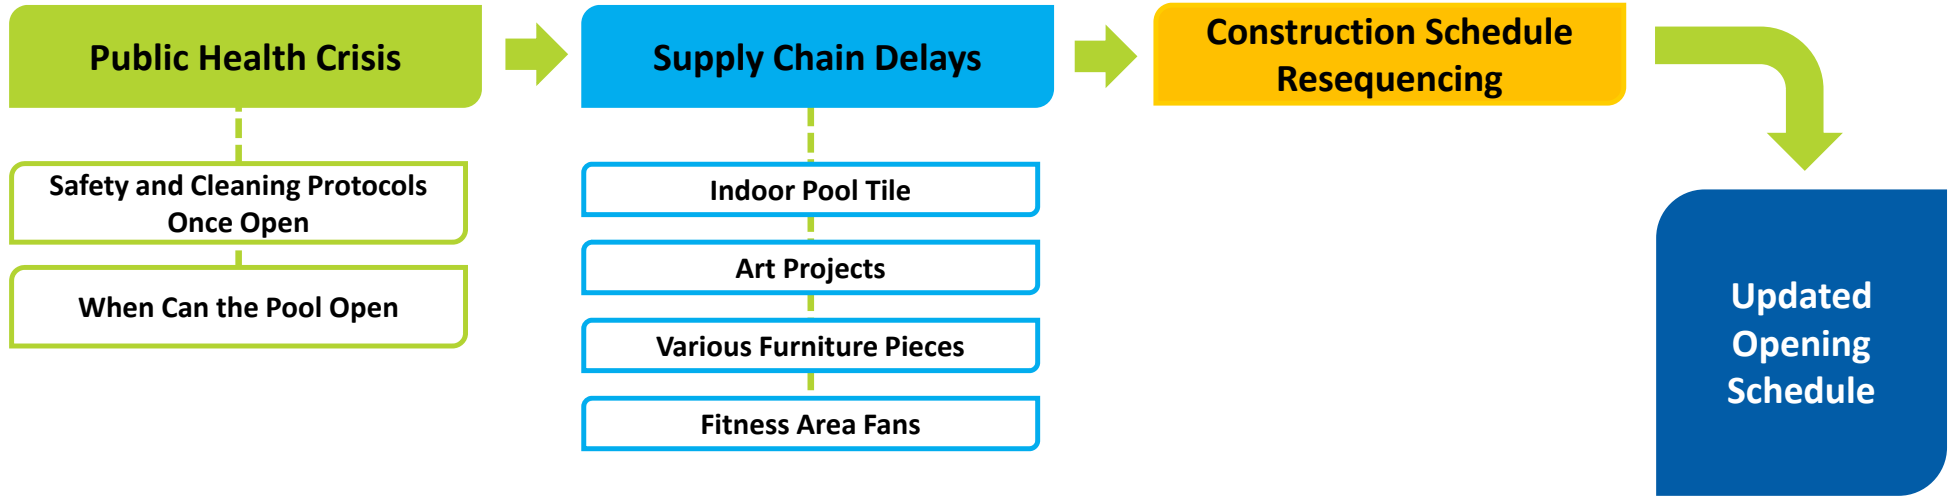 Public Health Crisis
Safety and Cleaning Protocols
Once Open
When Can the Pool Open
Supply Chain Delays
Indoor Pool Tile
Art Projects
Various Furniture Pieces
Fitness Area Fans
Construction Schedule
Resequencing
Updated
Opening
Schedule